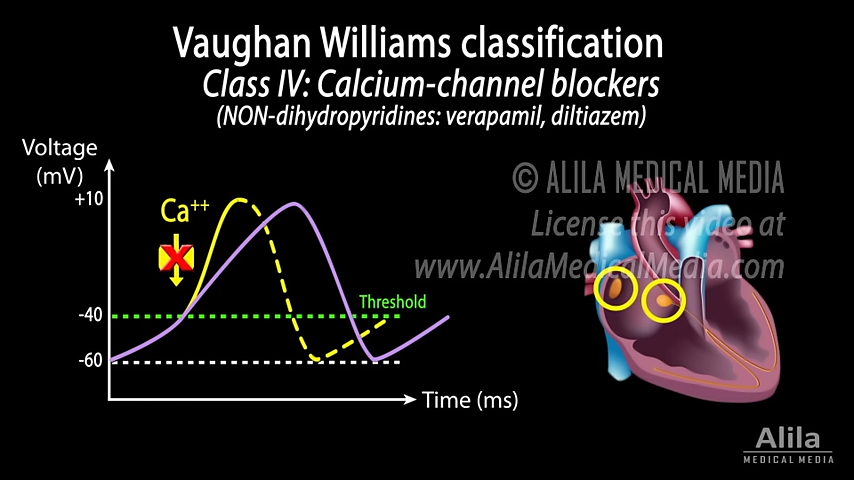 Vaughan Williams classification
Class IV: Calcium-channel blockers
(NON-dihydropyridines: verapamil, diltiazem)
Voltage
(mV)
+10
Ca++
-40
Threshold
-60
Time (ms)
© ALILA MEDICAL MEDIA
License this video at
www.AlilaMedicalMedia.com
Alila
MEDICAL MEDIA